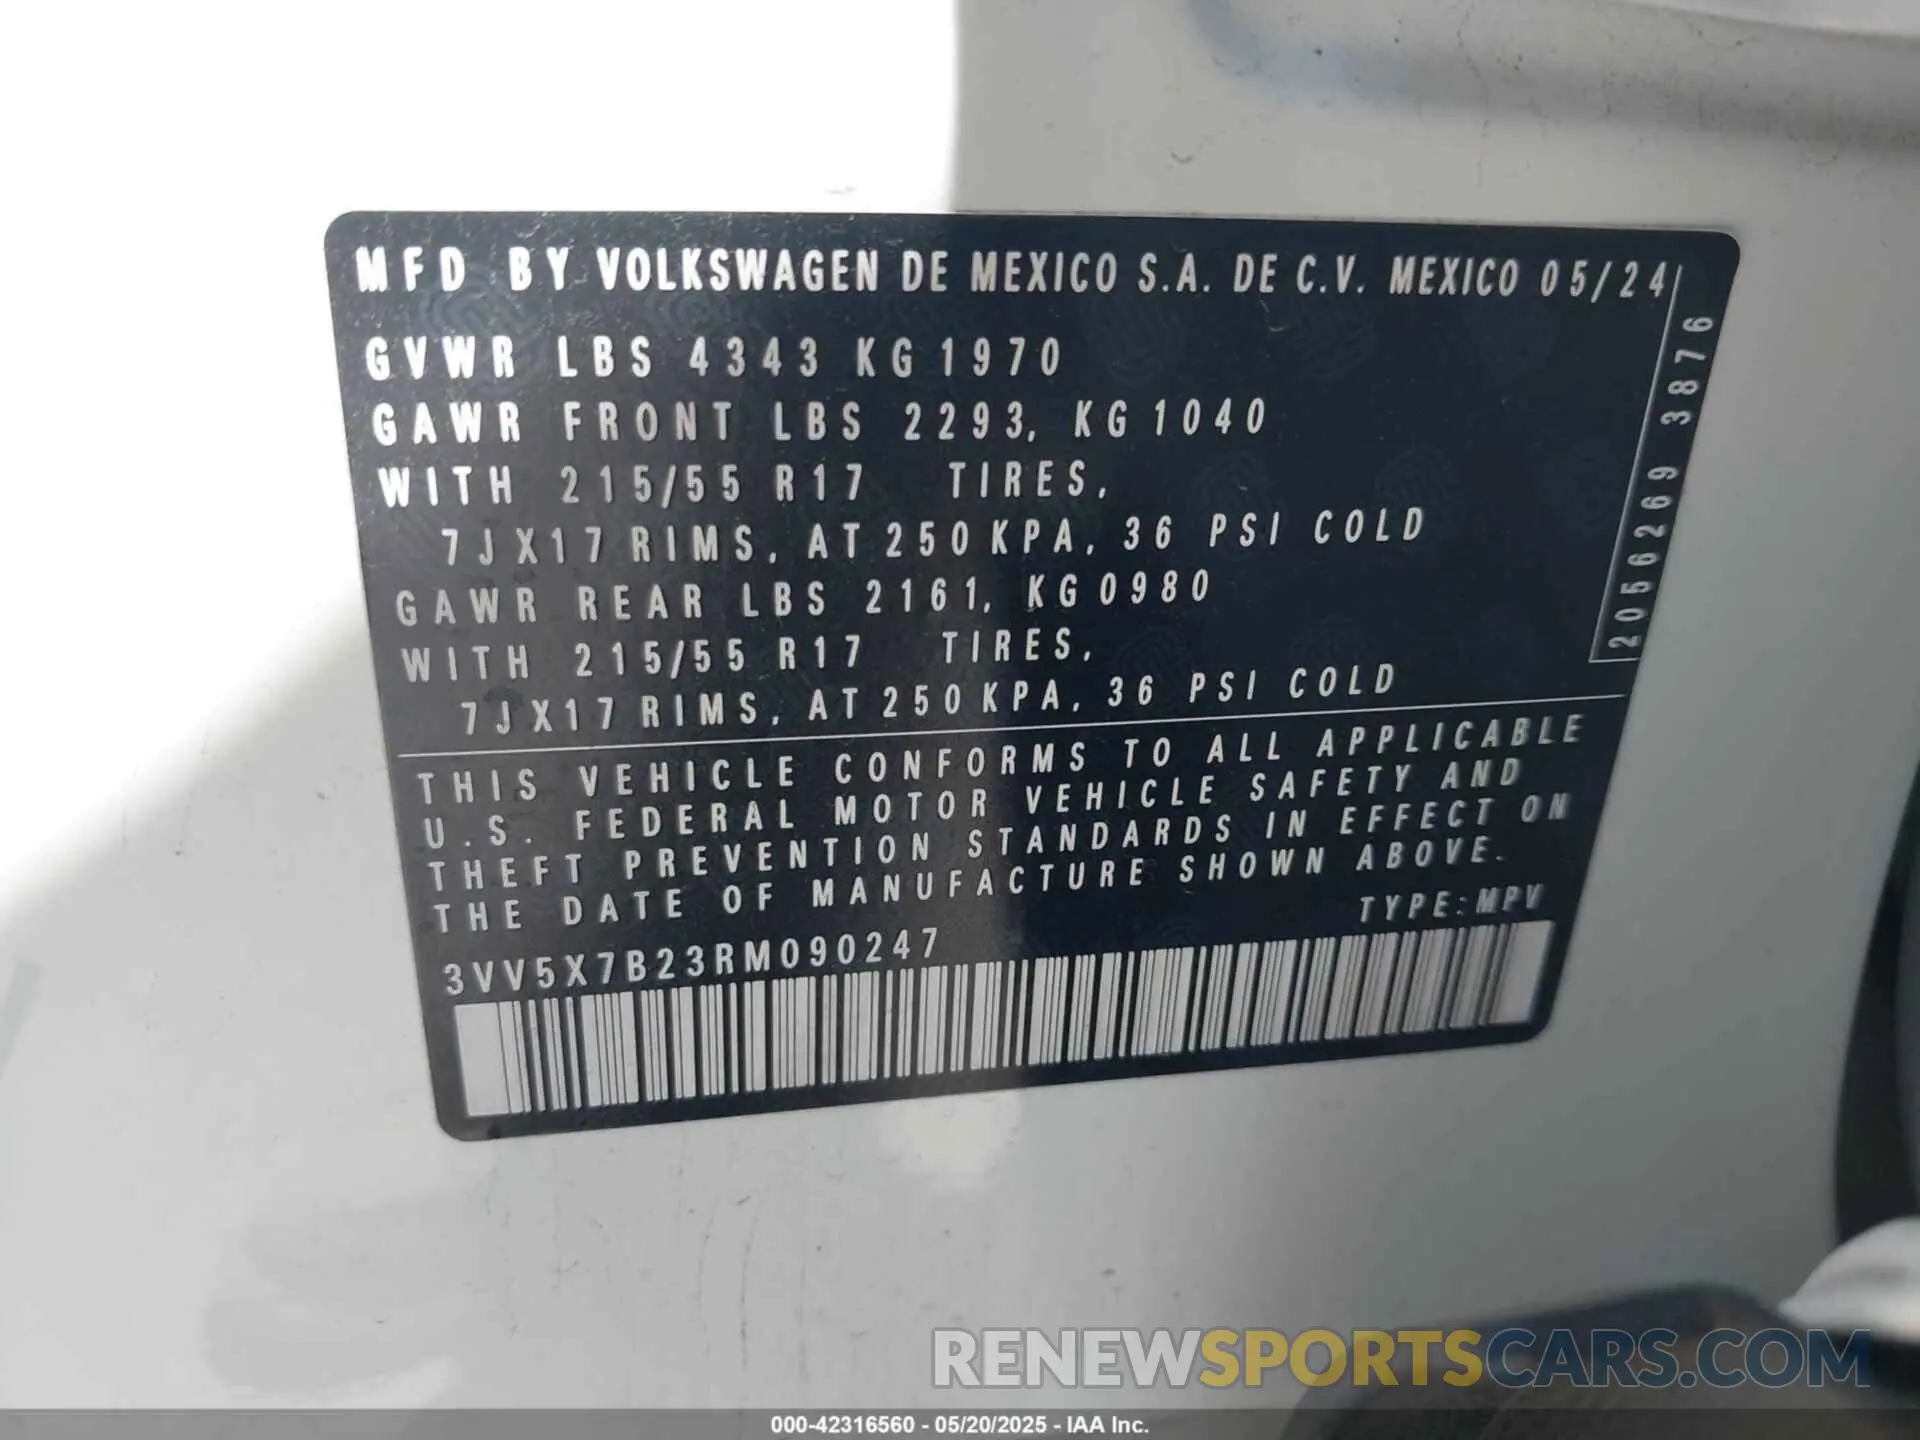 MFD BY VOLKSWAGEN DE MEXICO S.A. DE C.V. MEXICO 05/24
GVWR LBS 4343 KG 1970
GAWR FRONT LBS 2293, KG 1040
WITH 215/55 R17 TIRES,
7JX17 RIMS, AT 250 KPA, 36 PSI COLD
GAWR REAR LBS 2161, KG 0980
WITH 215/55 R17 TIRES,
7JX17 RIMS, AT 250 KPA, 36 PSI COLD
2056269 3876
THIS VEHICLE CONFORMS TO ALL APPLICABLE
U.S. FEDERAL MOTOR VEHICLE SAFETY AND
THEFT PREVENTION STANDARDS IN EFFECT ON
THE DATE OF MANUFACTURE SHOWN ABOVE.
TYPE:MPV
3VV5X7B23RM090247
RENEWSPORTSCARS.COM
000-42316560 - 05/20/2025 - IAA Inc.